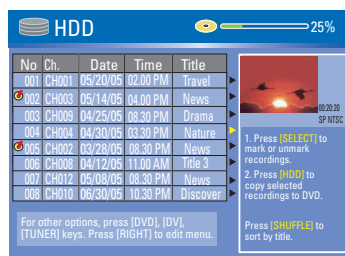 HDD
25%
No Ch. Date Time Title
001 CH001 05/20/05 02.00 PM Travel
002 CH003 05/14/05 04.00 PM News
003 CH009 04/25/05 08.30 PM Drama
004 CH004 04/30/05 03.30 PM Nature
005 CH002 03/28/05 08.30 PM News
006 CH008 04/12/05 11.00 AM Title 3
007 CH012 05/08/05 08.30 PM News
008 CH010 06/30/05 10.30 PM Discover
00:20:20
SP NTSC
1. Press [SELECT] to
mark or unmark
recordings.
2. Press [HDD] to
copy selected
recordings to DVD.
Press [SHUFFLE] to
sort by title.
For other options, press [DVD], [DV],
[TUNER] keys. Press [RIGHT] to edit menu.